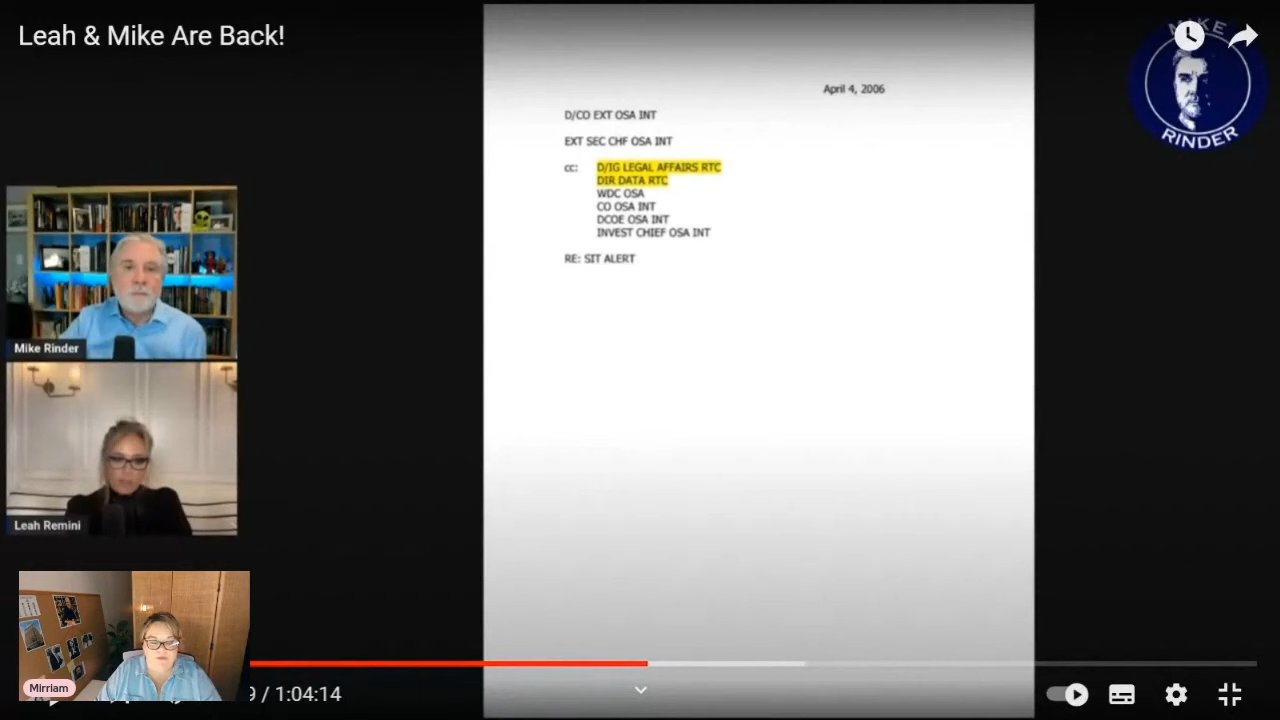 Leah & Mike Are Back!
MIKE
RINDER
April 4, 2006
D/CO EXT OSA INT
EXT SEC CHF OSA INT
cc: D/IG LEGAL AFFAIRS RTC
DIR DATA RTC
WDC OSA
CO OSA INT
DCOE OSA INT
INVEST CHIEF OSA INT
RE: SIT ALERT
Mike Rinder
Leah Remini
Mirriam
9 / 1:04:14